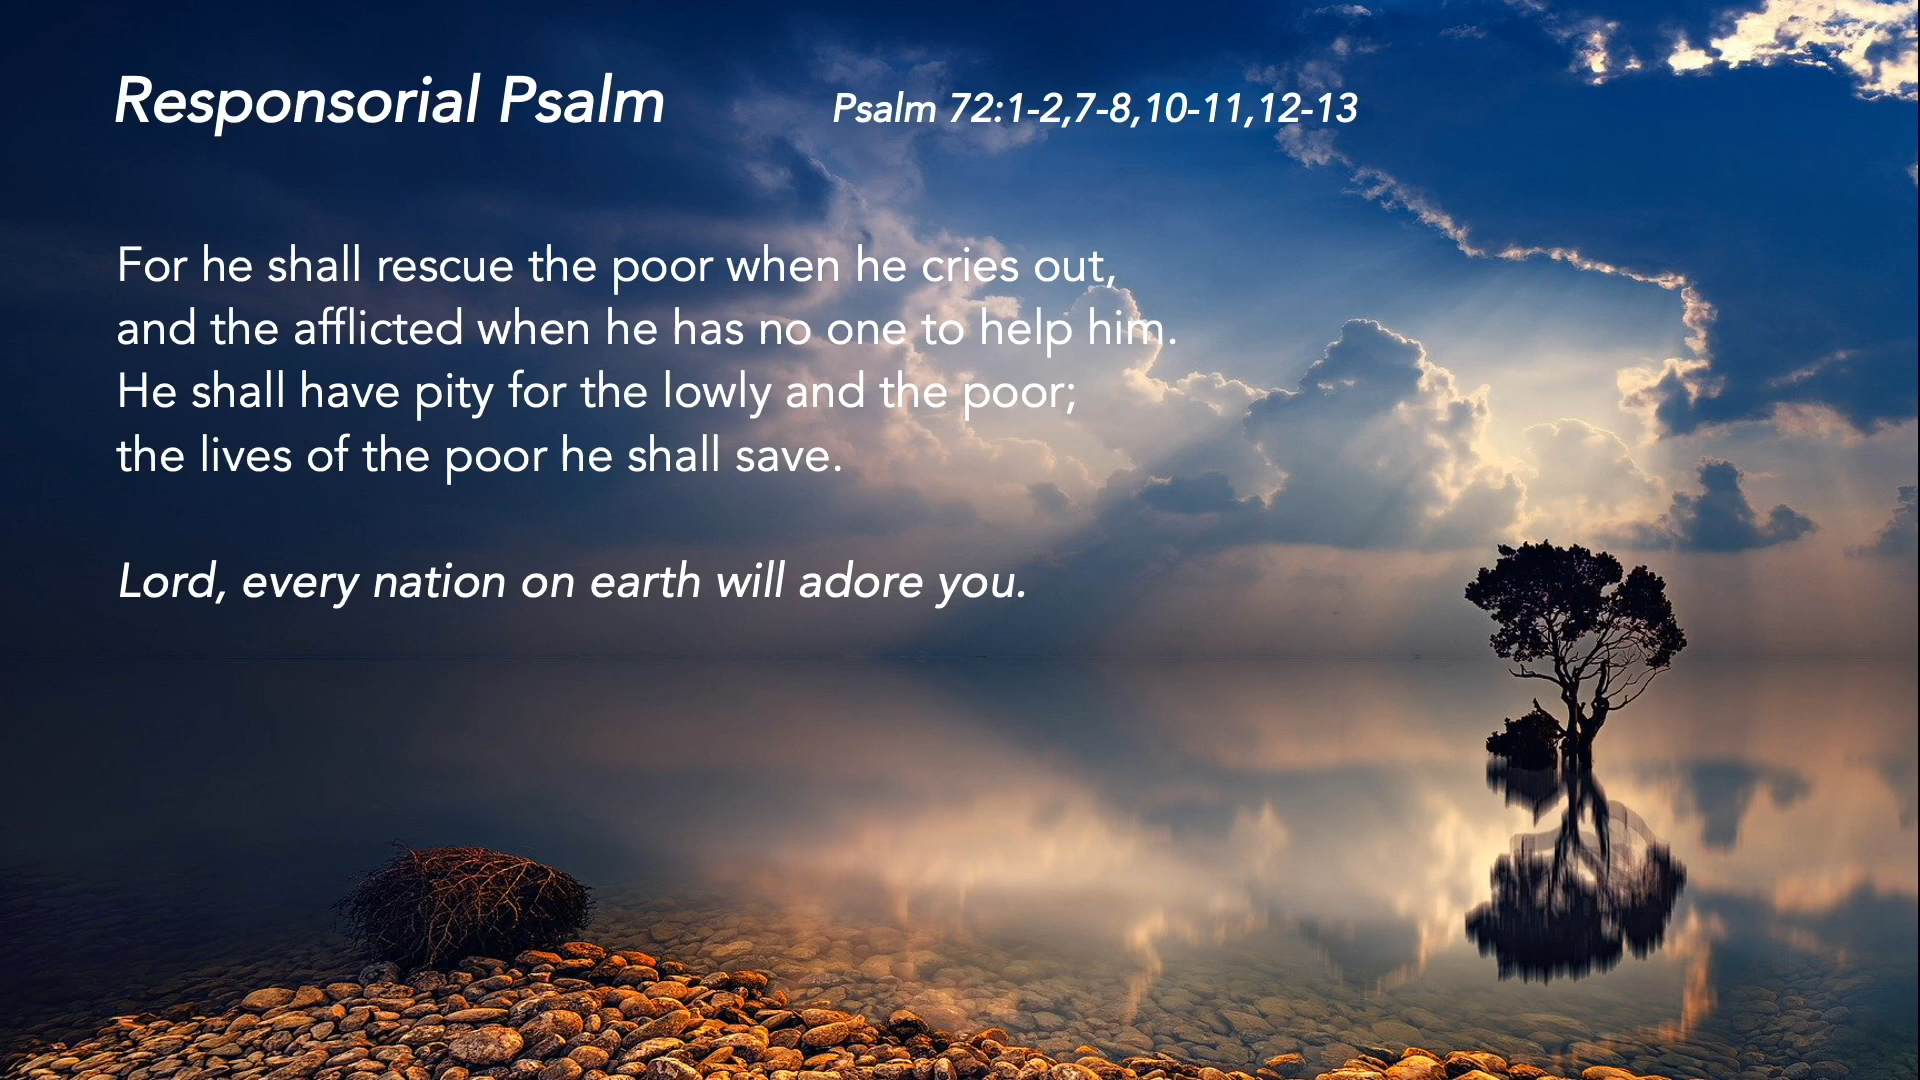 Responsorial Psalm Psalm 72:1-2,7-8,10-11,12-13
For he shall rescue the poor when he cries out,
and the afflicted when he has no one to help him.
He shall have pity for the lowly and the poor;
the lives of the poor he shall save.
Lord, every nation on earth will adore you.